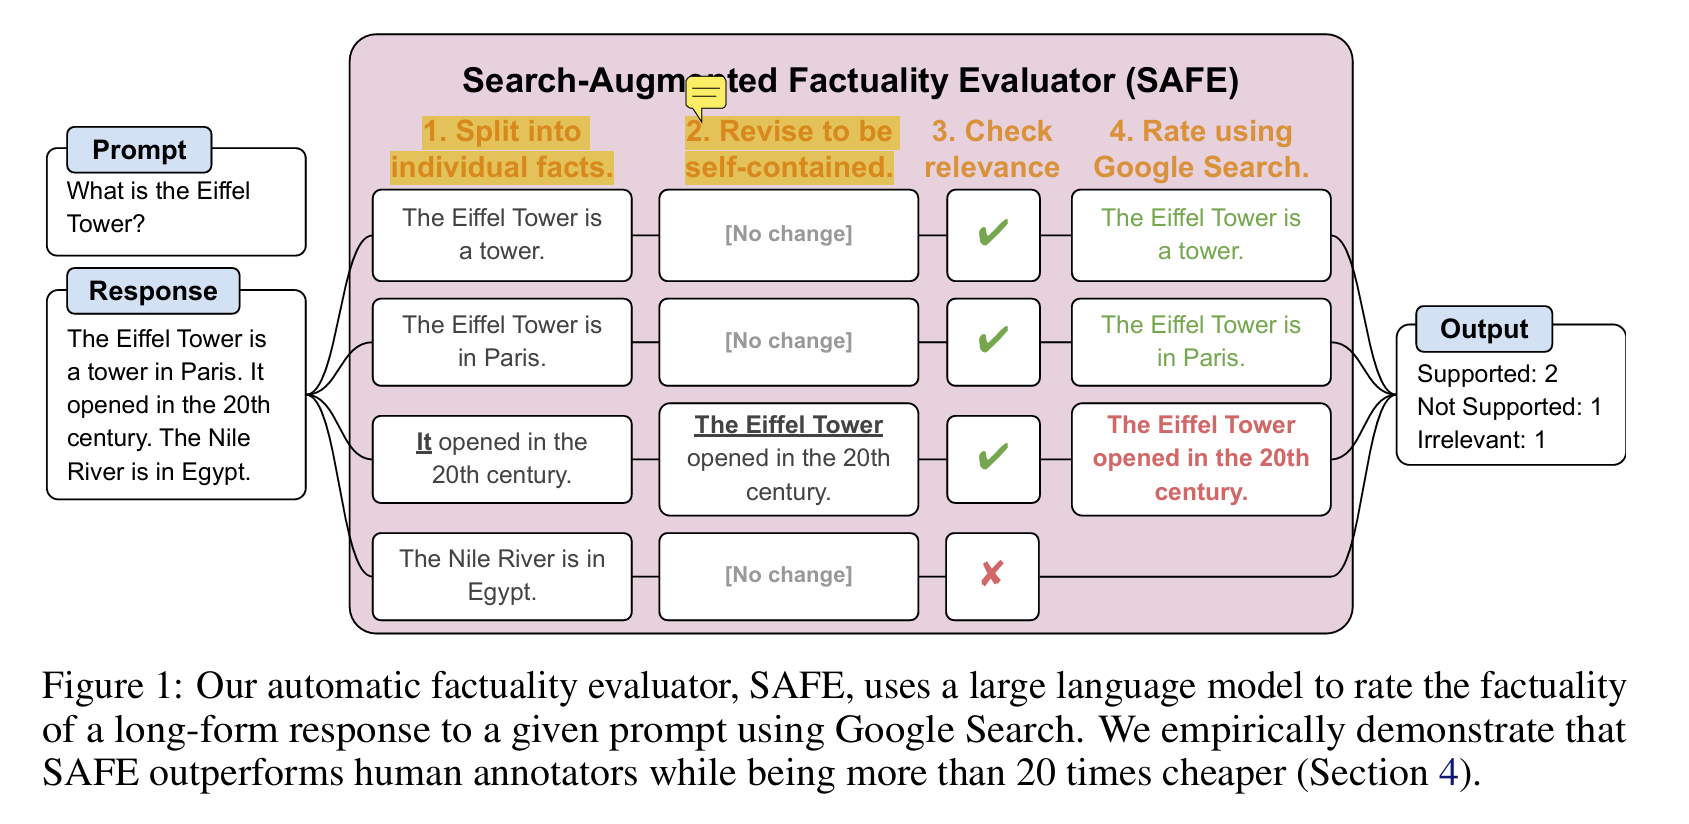 Search-Augmented Factuality Evaluator (SAFE)
Prompt
What is the Eiffel
Tower?
Response
The Eiffel Tower is
a tower in Paris. It
opened in the 20th
century. The Nile
River is in Egypt.
1. Split into
individual facts.
The Eiffel Tower is
a tower.
The Eiffel Tower is
in Paris.
It opened in the
20th century.
The Nile River is in
Egypt.
2. Revise to be
self-contained.
[No change]
[No change]
The Eiffel Tower
opened in the 20th
century.
[No change]
3. Check
relevance
4. Rate using
Google Search.
The Eiffel Tower is
a tower.
The Eiffel Tower is
in Paris.
The Eiffel Tower
opened in the 20th
century.
Output
Supported: 2
Not Supported: 1
Irrelevant: 1
Figure 1: Our automatic factuality evaluator, SAFE, uses a large language model to rate the factuality
of a long-form response to a given prompt using Google Search. We empirically demonstrate that
SAFE outperforms human annotators while being more than 20 times cheaper (Section 4).